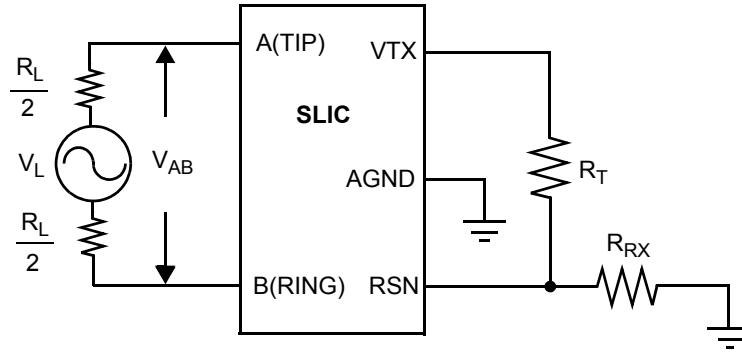 A(TIP)
VTX
R_L
2
SLIC
V_L
V_AB
AGND
R_T
R_L
2
R_RX
B(RING)
RSN